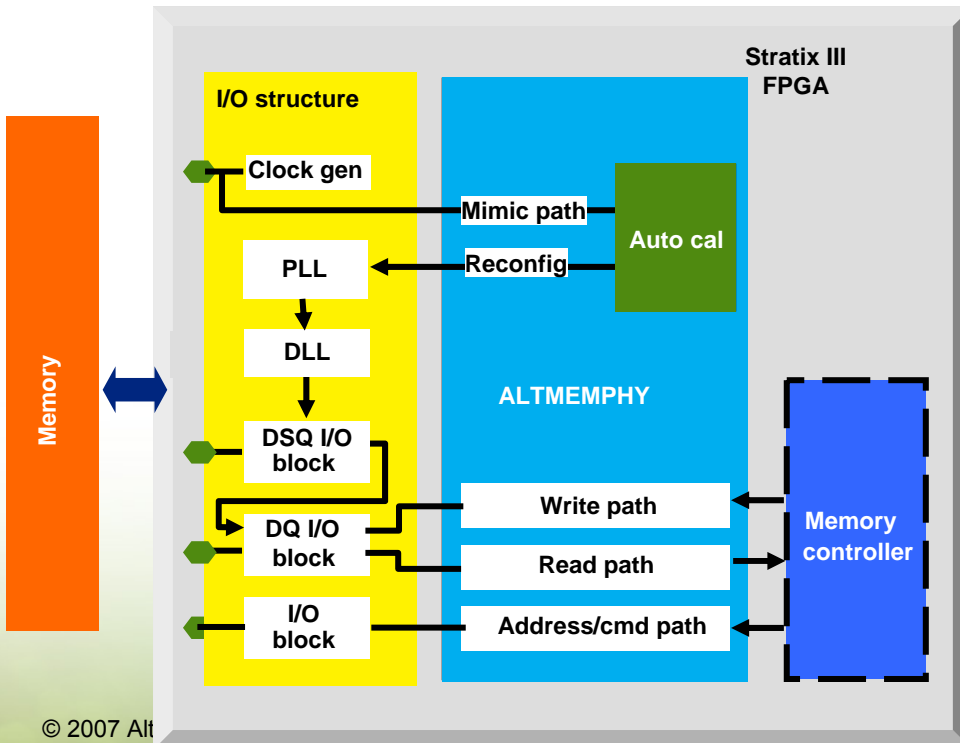 Stratix III
FPGA
I/O structure
Clock gen
Mimic path
Auto cal
Reconfig
PLL
DLL
Memory
ALTMEMPHY
DSQ I/O
block
Write path
DQ I/O
block
Memory
controller
Read path
I/O
block
Address/cmd path
© 2007 Alt